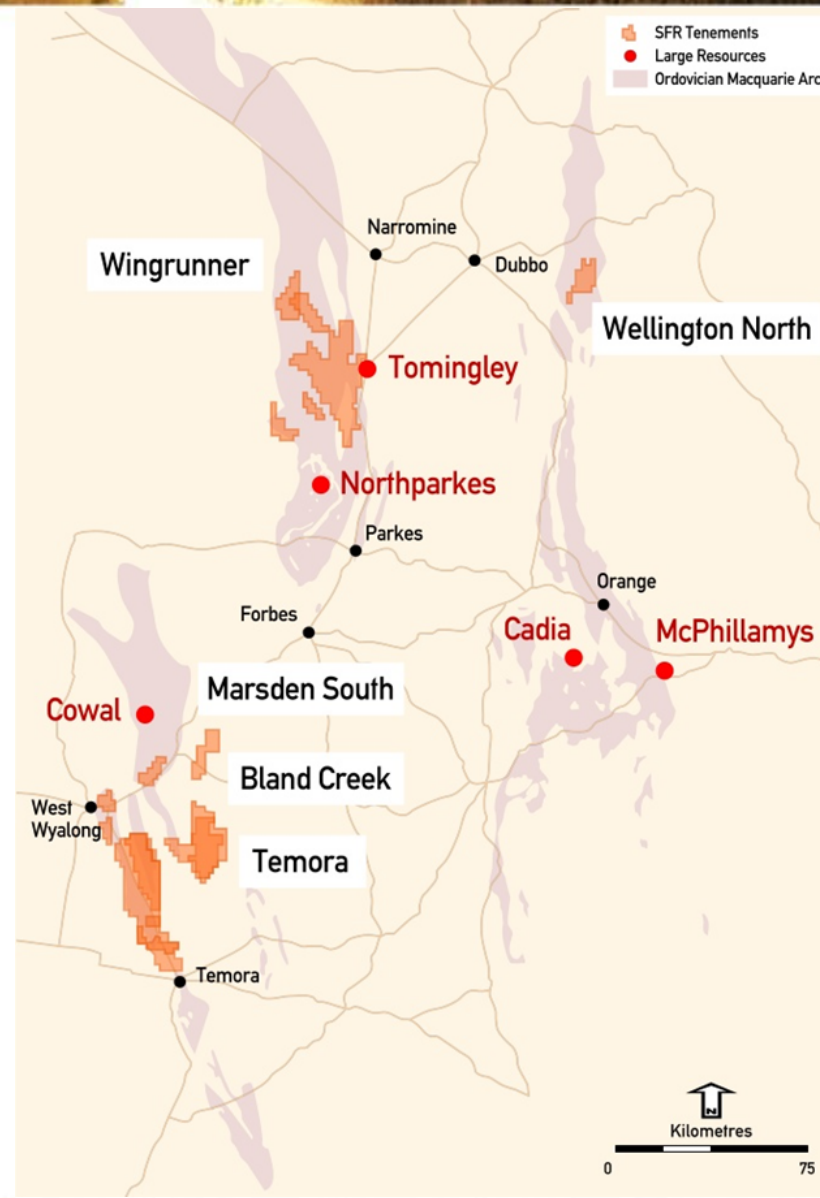 SFR Tenements
Large Resources
Ordovician Macquarie Arc
Narromine
Dubbo
Wingrunner
Wellington North
Tomingley
Northparkes
Parkes
Orange
Forbes
Cadia
McPhillamys
Marsden South
Cowal
Bland Creek
West
Wyalong
Temora
Temora
N
Kilometres
0
75